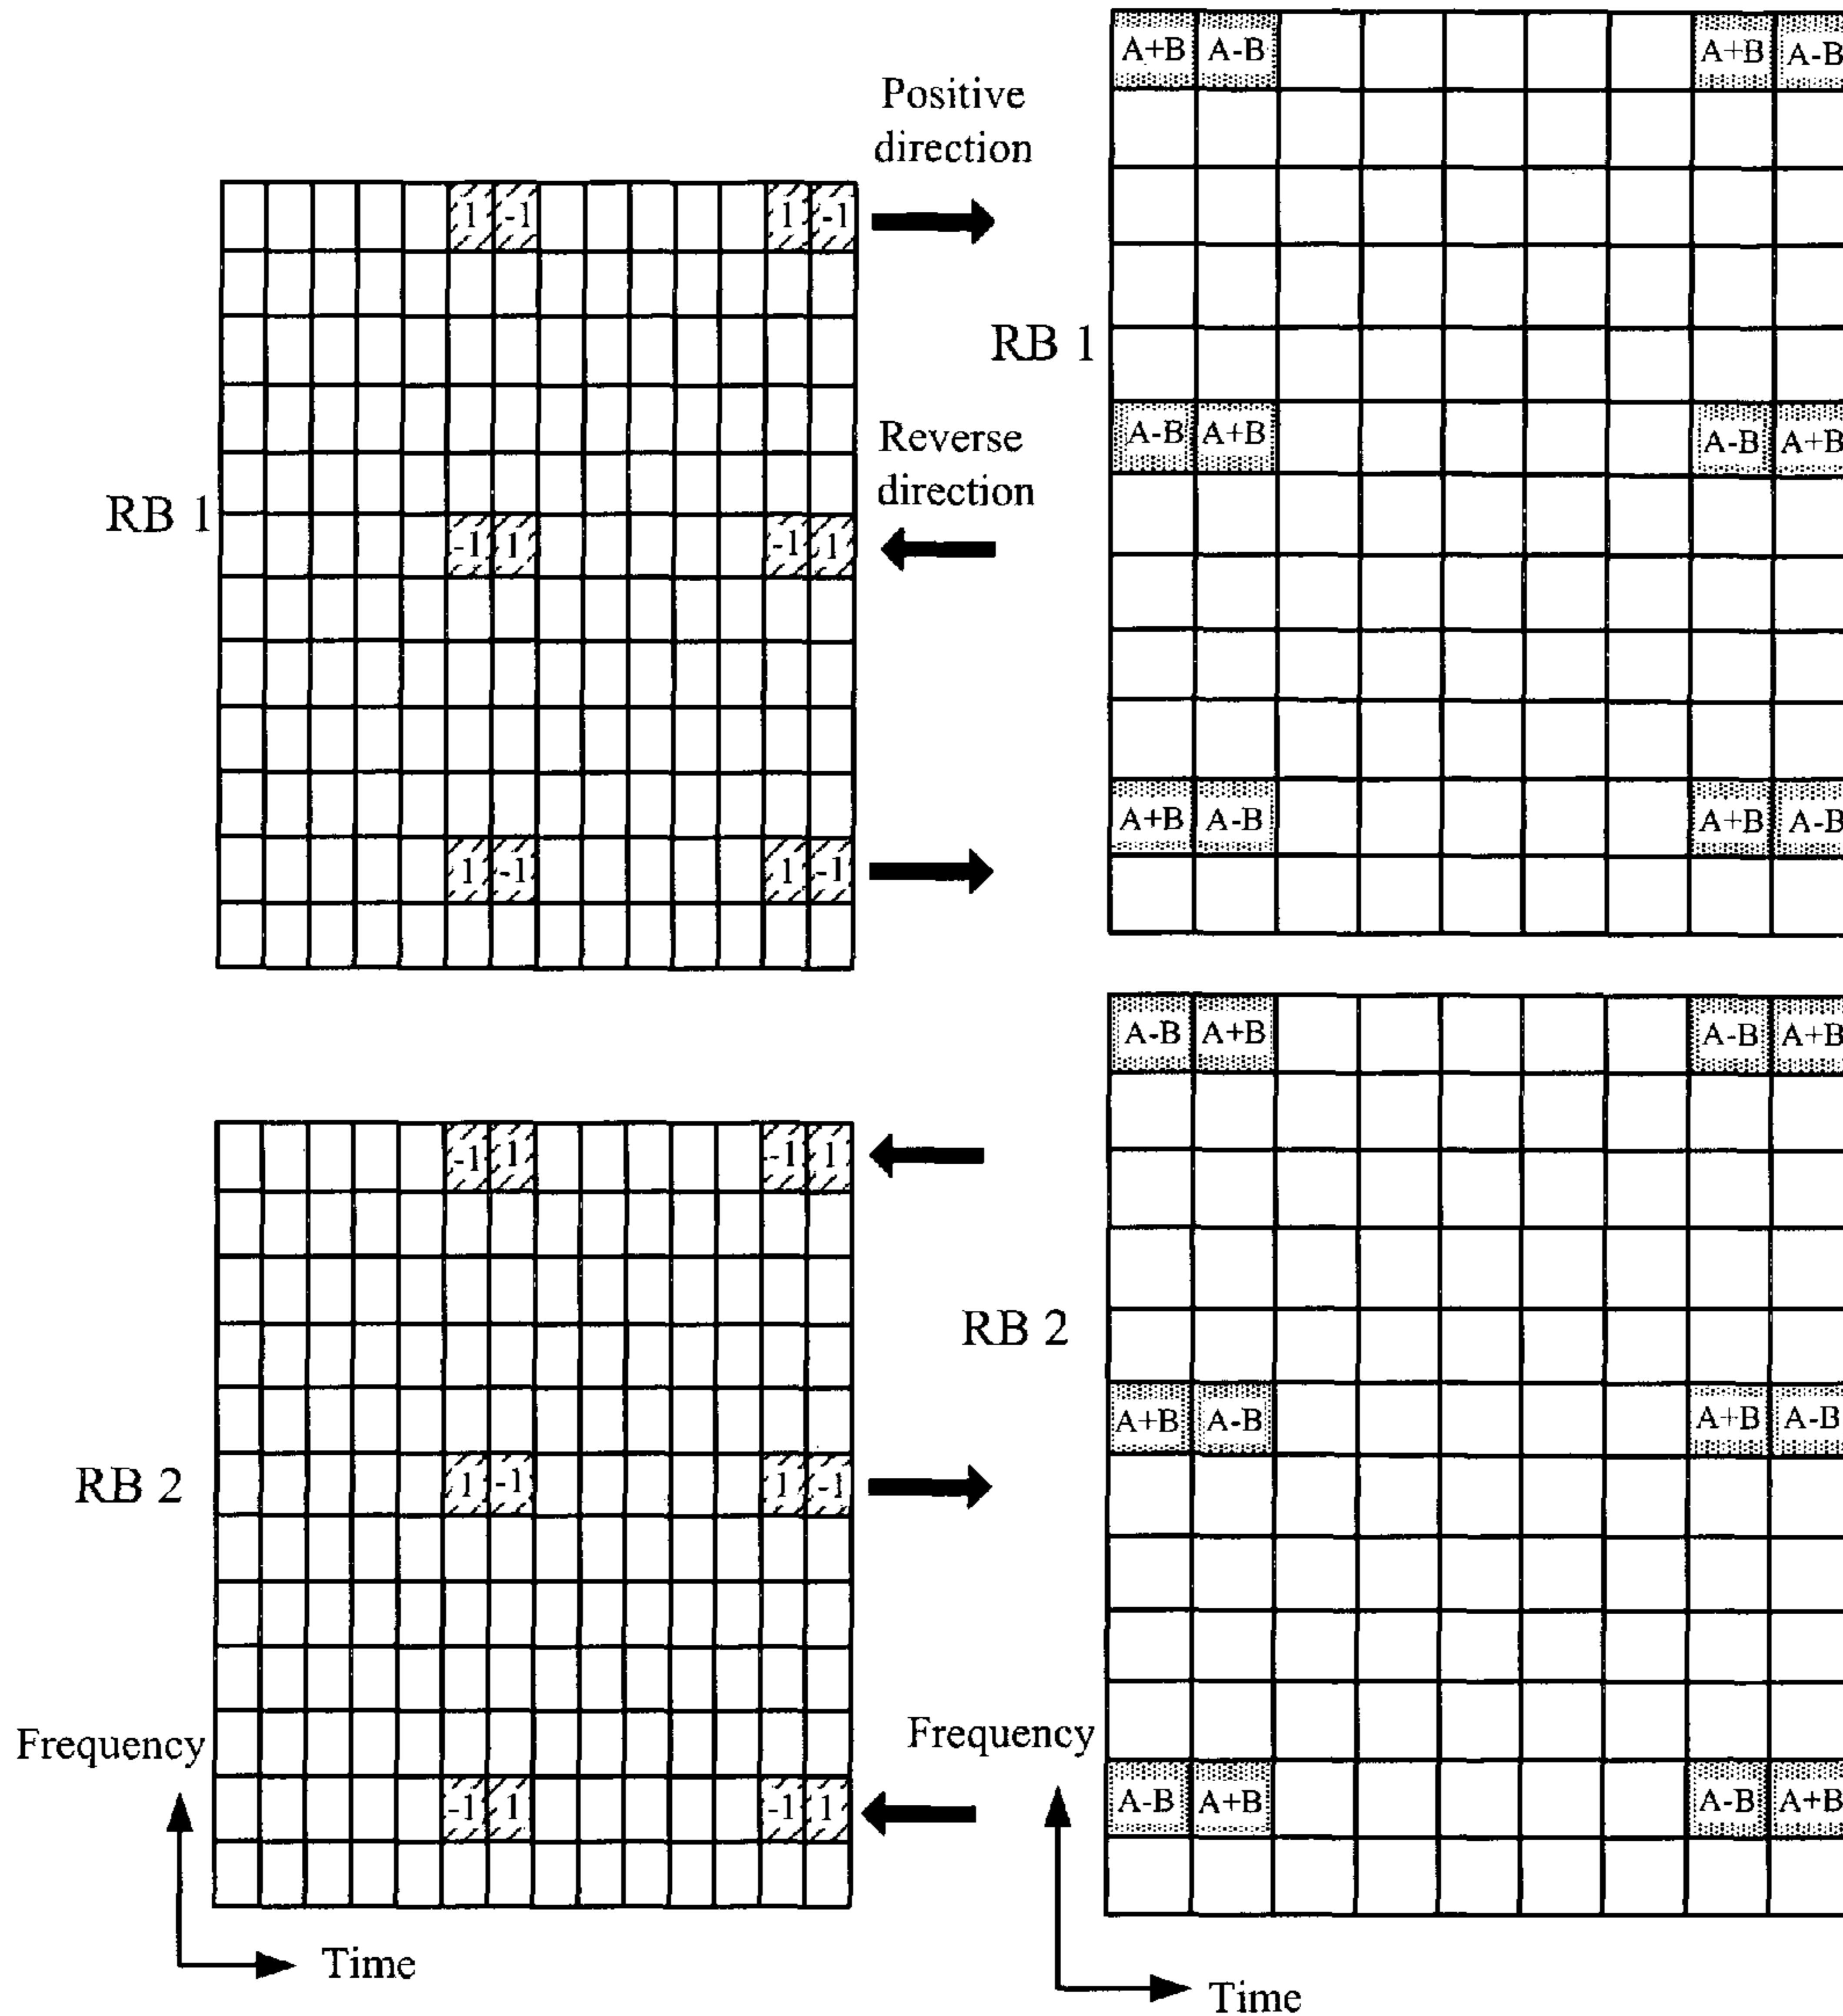 Positive
direction
1 -1 1 -1
Reverse
direction
RB 1
-1 1 -1 1
1 -1 1 -1
A+B A-B A+B A-B
RB 1
A-B A+B A-B A+B
A+B A-B A+B A-B
-1 1 -1 1
RB 2
1 -1 1 -1
-1 1 -1 1
Frequency
Time
A-B A+B A-B A+B
RB 2
A+B A-B A+B A-B
A-B A+B A-B A+B
Frequency
Time